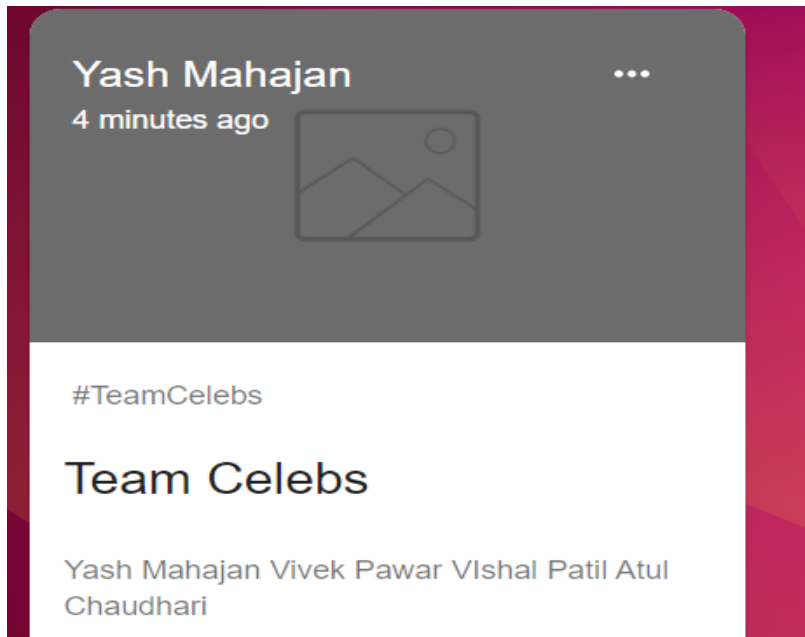 Yash Mahajan
4 minutes ago
#TeamCelebs
Team Celebs
Yash Mahajan Vivek Pawar VIshal Patil Atul
Chaudhari